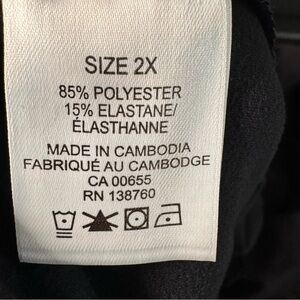 SIZE 2X
85% POLYESTER
15% ELASTANE/
ÉLASTHANNE
MADE IN CAMBODIA
FABRIQUÉ AU CAMBODGE
CA 00655
RN 138760